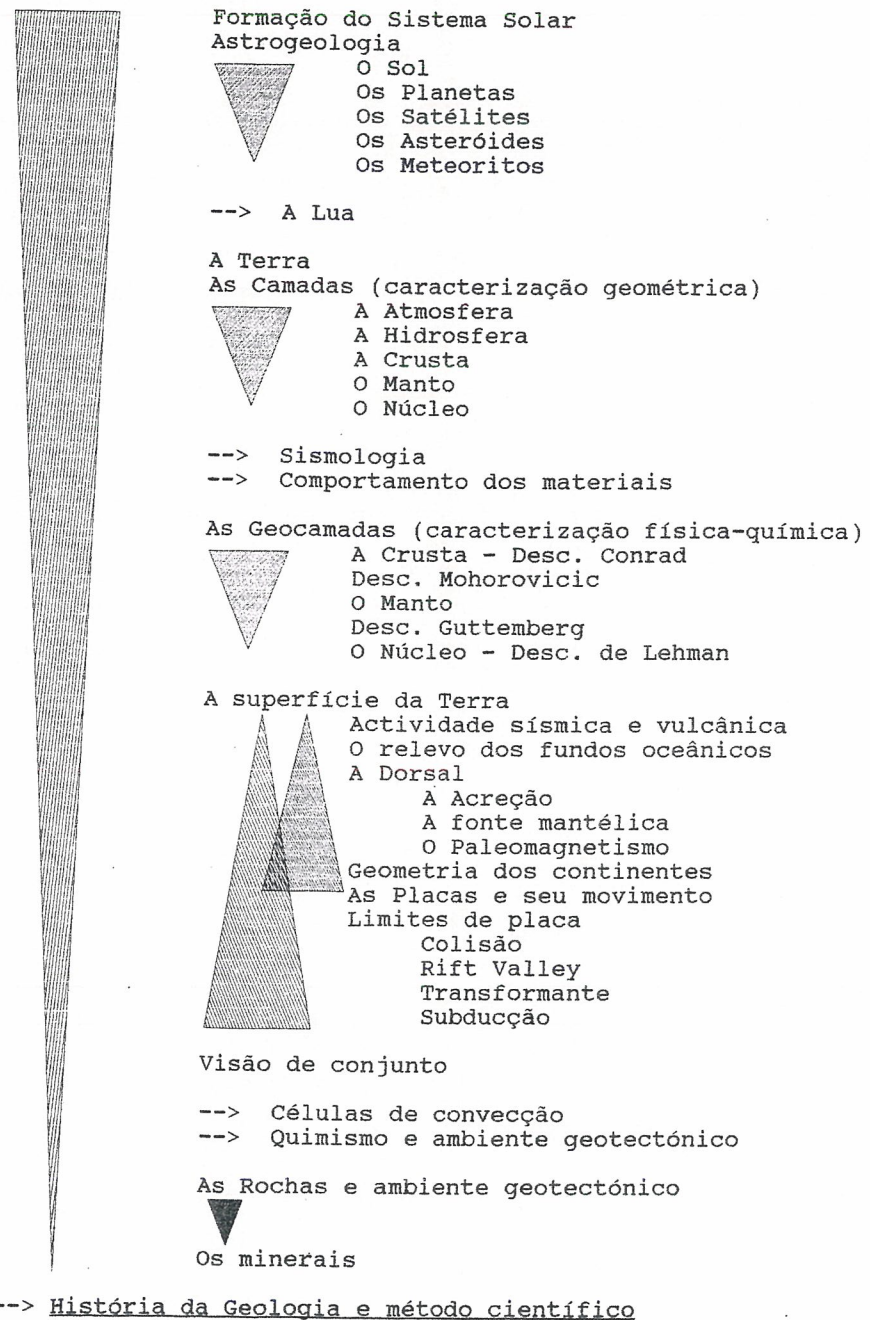 Formação do Sistema Solar
Astrogeologia
O Sol
Os Planetas
Os Satélites
Os Asteróides
Os Meteoritos
--> A Lua
A Terra
As Camadas (caracterização geométrica)
A Atmosfera
A Hidrosfera
A Crusta
O Manto
O Núcleo
--> Sismologia
--> Comportamento dos materiais
As Geocamadas (caracterização física-química)
A Crusta - Desc. Conrad
Desc. Mohorovicic
O Manto
Desc. Guttemberg
O Núcleo - Desc. de Lehman
A superfície da Terra
Actividade sísmica e vulcânica
O relevo dos fundos oceânicos
A Dorsal
A Acreção
A fonte mantélica
O Paleomagnetismo
Geometria dos continentes
As Placas e seu movimento
Limites de placa
Colisão
Rift Valley
Transformante
Subducção
Visão de conjunto
--> Células de convecção
--> Quimismo e ambiente geotectónico
As Rochas e ambiente geotectónico
Os minerais
--> História da Geologia e método científico